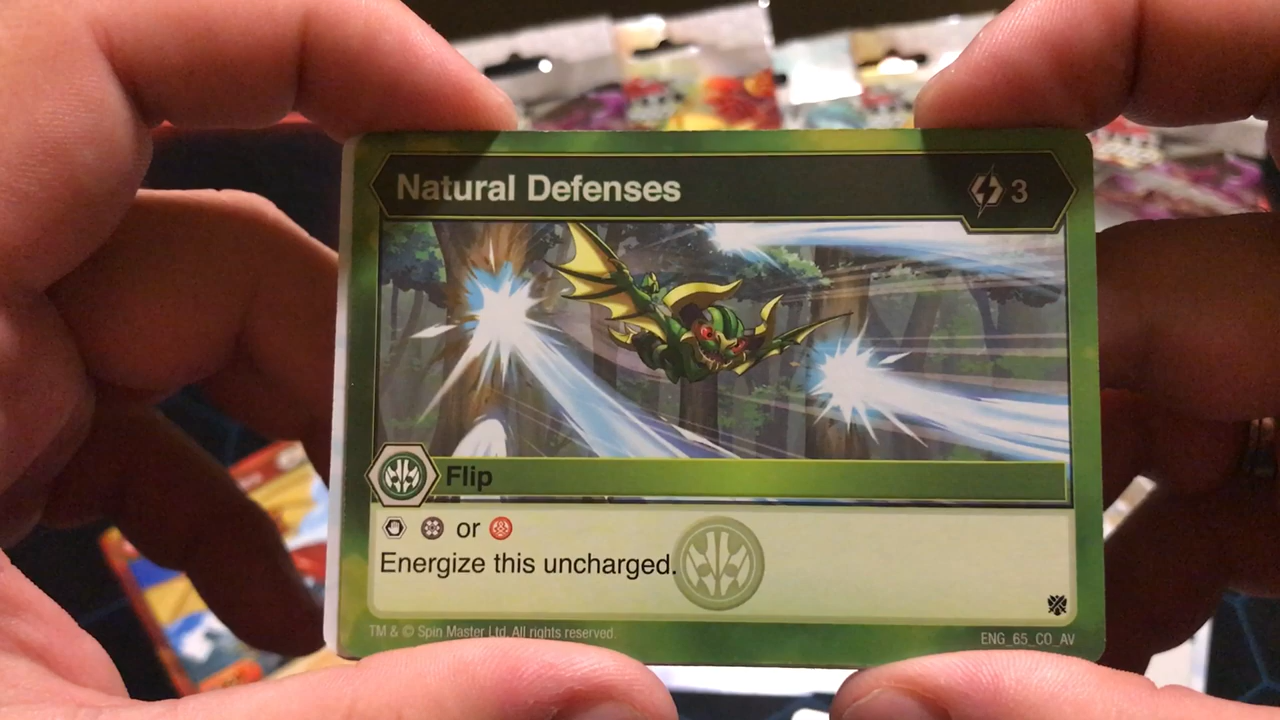 Natural Defenses 3
Flip
or
Energize this uncharged.
TM & © Spin Master Ltd. All rights reserved.
ENG_65_CO_AV